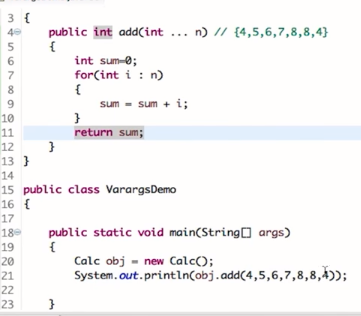 3 {
4 public int add(int ... n) // {4,5,6,7,8,8,4}
5 {
6 int sum=0;
7 for(int i : n)
8 {
9 sum = sum + i;
10 }
11 return sum;
12 }
13 }
14
15 public class VarargsDemo
16 {
17
18 public static void main(String[] args)
19 {
20 Calc obj = new Calc();
21 System.out.println(obj.add(4,5,6,7,8,8,4));
22
23 }